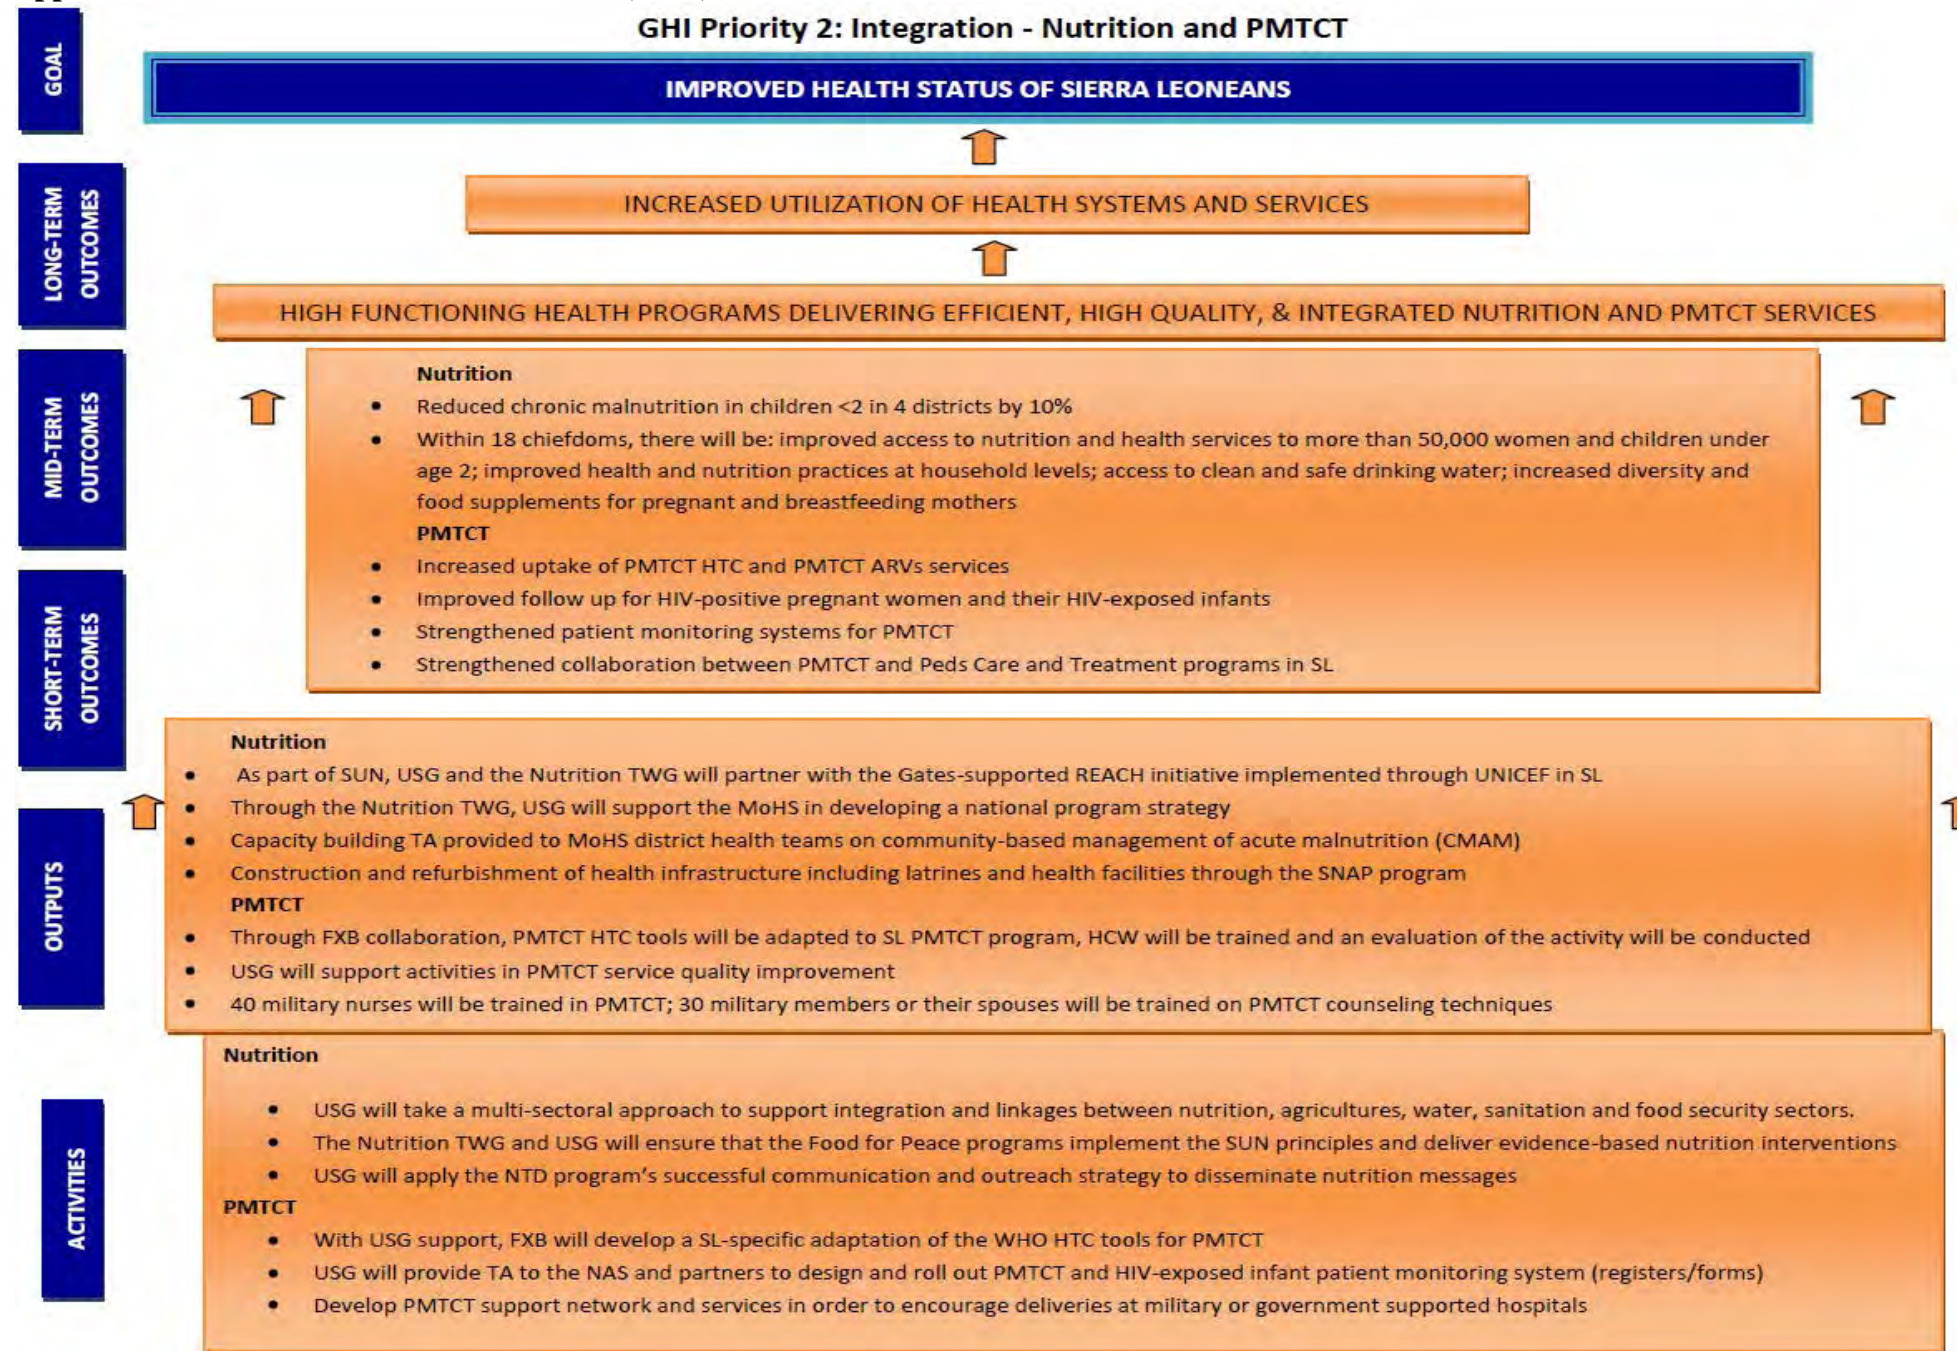 GHI Priority 2: Integration - Nutrition and PMTCT
GOAL
IMPROVED HEALTH STATUS OF SIERRA LEONEANS
LONG-TERM
OUTCOMES
INCREASED UTILIZATION OF HEALTH SYSTEMS AND SERVICES
HIGH FUNCTIONING HEALTH PROGRAMS DELIVERING EFFICIENT, HIGH QUALITY, & INTEGRATED NUTRITION AND PMTCT SERVICES
MID-TERM
OUTCOMES
SHORT-TERM
OUTCOMES
Nutrition
• Reduced chronic malnutrition in children <2 in 4 districts by 10%
• Within 18 chiefdoms, there will be: improved access to nutrition and health services to more than 50,000 women and children under
age 2; improved health and nutrition practices at household levels; access to clean and safe drinking water; increased diversity and
food supplements for pregnant and breastfeeding mothers
PMTCT
• Increased uptake of PMTCT HTC and PMTCT ARVs services
• Improved follow up for HIV-positive pregnant women and their HIV-exposed infants
• Strengthened patient monitoring systems for PMTCT
• Strengthened collaboration between PMTCT and Peds Care and Treatment programs in SL
OUTPUTS
Nutrition
• As part of SUN, USG and the Nutrition TWG will partner with the Gates-supported REACH initiative implemented through UNICEF in SL
• Through the Nutrition TWG, USG will support the MoHS in developing a national program strategy
• Capacity building TA provided to MoHS district health teams on community-based management of acute malnutrition (CMAM)
• Construction and refurbishment of health infrastructure including latrines and health facilities through the SNAP program
PMTCT
• Through FXB collaboration, PMTCT HTC tools will be adapted to SL PMTCT program, HCW will be trained and an evaluation of the activity will be conducted
• USG will support activities in PMTCT service quality improvement
• 40 military nurses will be trained in PMTCT; 30 military members or their spouses will be trained on PMTCT counseling techniques
ACTIVITIES
Nutrition
• USG will take a multi-sectoral approach to support integration and linkages between nutrition, agricultures, water, sanitation and food security sectors.
• The Nutrition TWG and USG will ensure that the Food for Peace programs implement the SUN principles and deliver evidence-based nutrition interventions
• USG will apply the NTD program's successful communication and outreach strategy to disseminate nutrition messages
PMTCT
• With USG support, FXB will develop a SL-specific adaptation of the WHO HTC tools for PMTCT
• USG will provide TA to the NAS and partners to design and roll out PMTCT and HIV-exposed infant patient monitoring system (registers/forms)
• Develop PMTCT support network and services in order to encourage deliveries at military or government supported hospitals